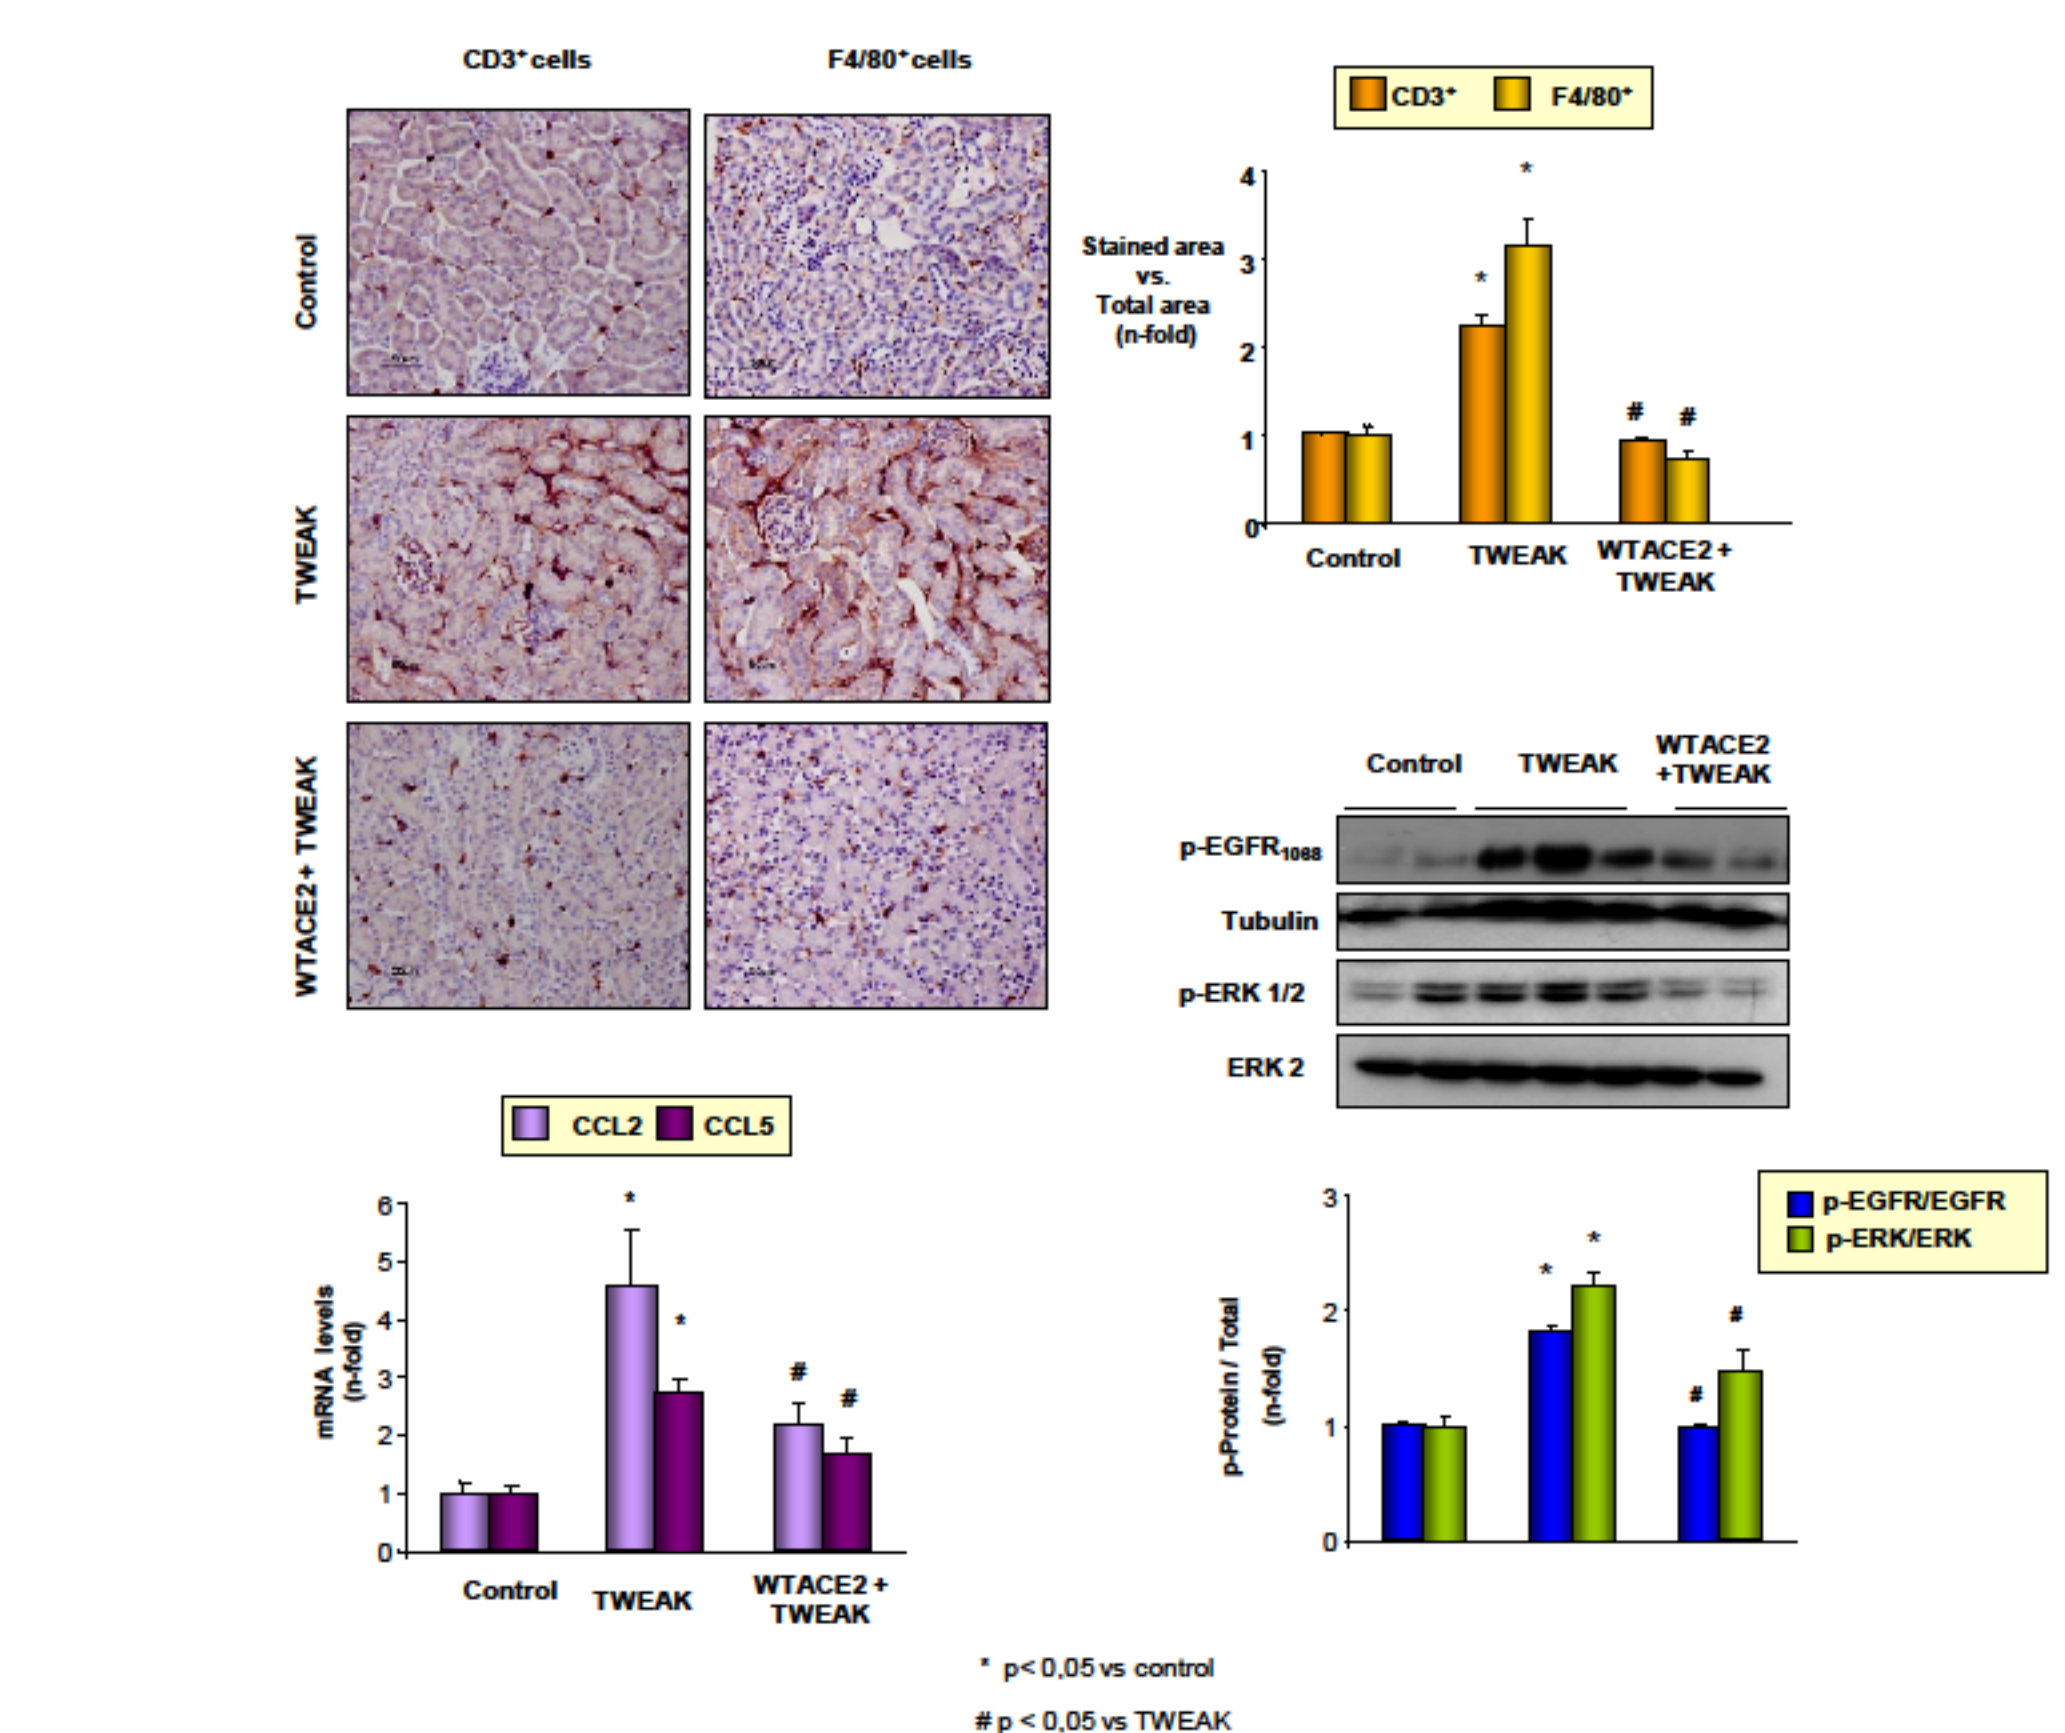 CD3⁺ cells
F4/80⁺ cells
Control
TWEAK
WTACE2 + TWEAK
CD3⁺ F4/80⁺
Stained area
vs.
Total area
(n-fold)
4
3
2
1
0
*
*
#
#
Control
TWEAK
WTACE2 +
TWEAK
Control
TWEAK
WTACE2
+TWEAK
p-EGFR₁₀₆₈
Tubulin
p-ERK 1/2
ERK 2
CCL2 CCL5
mRNA levels
(n-fold)
6
5
4
3
2
1
0
*
*
#
#
Control
TWEAK
WTACE2 +
TWEAK
p-EGFR/EGFR
p-ERK/ERK
p-Protein / Total
(n-fold)
3
2
1
0
*
*
#
#
* p< 0,05 vs control
# p < 0,05 vs TWEAK